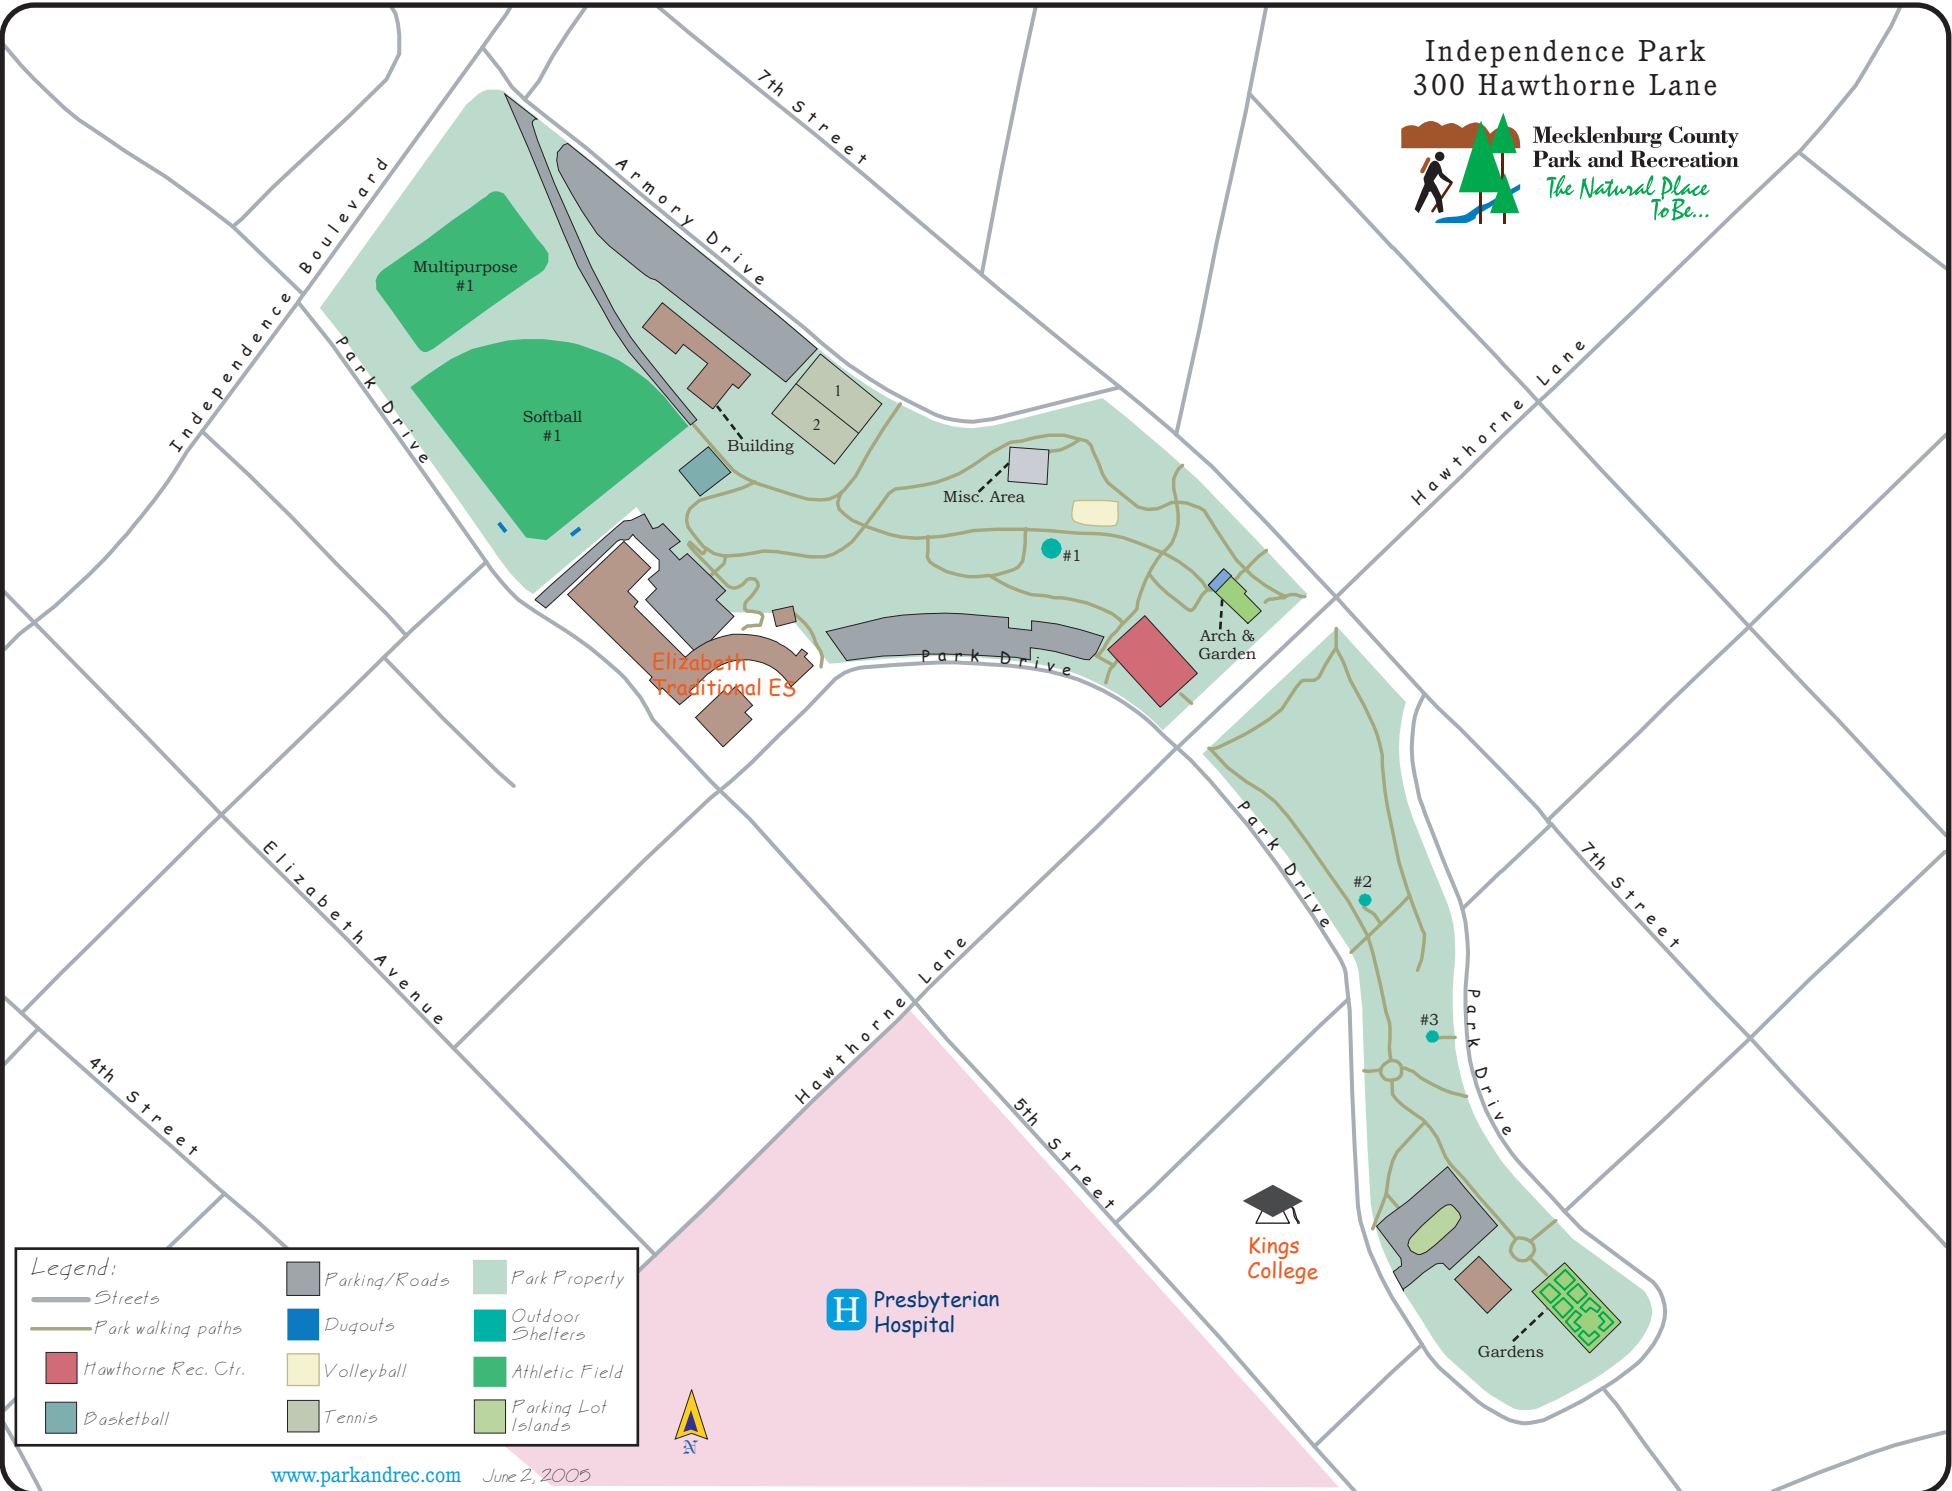 Independence Park
300 Hawthorne Lane
Mecklenburg County
Park and Recreation
The Natural Place
To Be...
7th Street
Armory Drive
Independence Boulevard
Park Drive
Multipurpose
#1
Softball
#1
1
2
Building
Misc. Area
#1
Hawthorne Lane
Arch &
Garden
Park Drive
Elizabeth
Traditional ES
Park Drive
#2
7th Street
Elizabeth Avenue
Hawthorne Lane
#3
Park Drive
4th Street
5th Street
Kings
College
H
Presbyterian
Hospital
Gardens
Legend:
Streets
Park walking paths
Hawthorne Rec. Ctr.
Basketball
Parking/Roads
Dugouts
Volleyball
Tennis
Park Property
Outdoor
Shelters
Athletic Field
Parking Lot
Islands
N
www.parkandrec.com
June 2, 2005